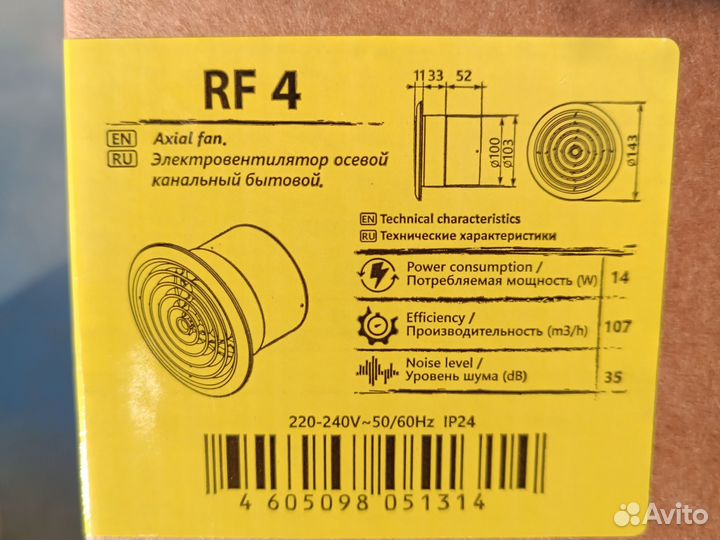 RF 4
EN Axial fan.
RU Электровентилятор осевой
канальный бытовой.
11 33 52
ø100
ø103
ø143
EN Technical characteristics
RU Технические характеристики
Power consumption /
Потребляемая мощность (W) 14
Efficiency /
Производительность (m3/h) 107
Noise level /
Уровень шума (dB) 35
220-240V~50/60Hz IP24
4 605098 051314
Avito